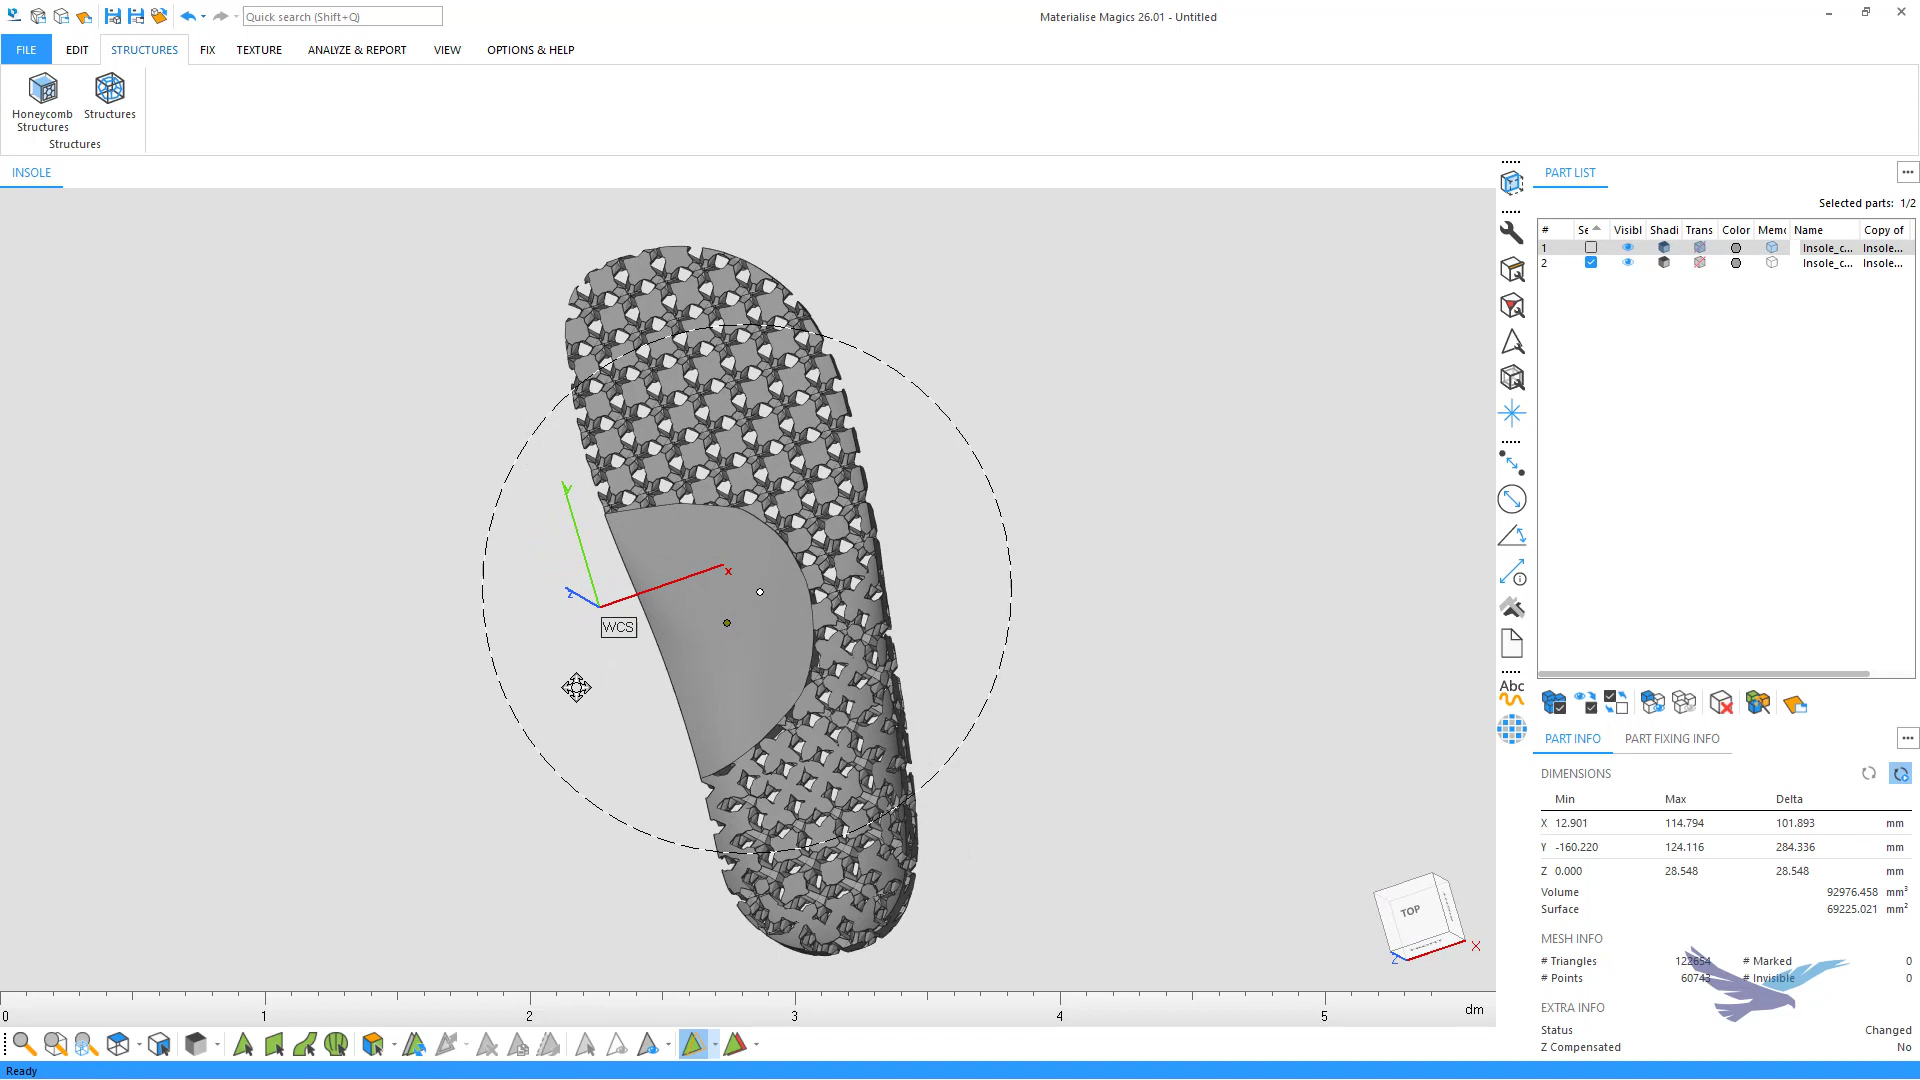 Quick search (Shift+Q)
Materialise Magics 26.01 - Untitled
FILE EDIT STRUCTURES FIX TEXTURE ANALYZE & REPORT VIEW OPTIONS & HELP
Honeycomb Structures
Structures
Structures
INSOLE
PART LIST
Selected parts: 1/2
# Se Visibl Shadi Trans Color Memo Name Copy of
1 Insole_c... Insole...
2 Insole_c... Insole...
y
x
z
WCS
Abc
TOP
X
Z
PART INFO PART FIXING INFO
DIMENSIONS
Min Max Delta
X 12.901 114.794 101.893 mm
Y -160.220 124.116 284.336 mm
Z 0.000 28.548 28.548 mm
Volume 92976.458 mm³
Surface 69225.021 mm²
MESH INFO
# Triangles 122654 # Marked 0
# Points 60743 # Invisible 0
EXTRA INFO
Status Changed
Z Compensated No
0 1 2 3 4 5 dm
Ready